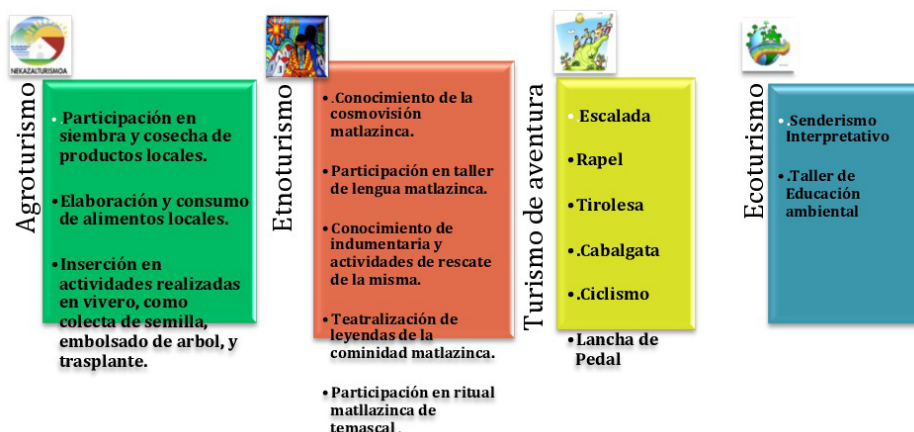 NEKAZALTURISMOA
Agroturismo
• .Participación en
siembra y cosecha de
productos locales.
• Elaboración y consumo
de alimentos locales.
• Inserción en
actividades realizadas
en vivero, como
colecta de semilla,
embolsado de arbol, y
trasplante.
Etnoturismo
• .Conocimiento de la
cosmovisión
matlazinca.
• Participación en taller
de lengua matlazinca.
• Conocimiento de
indumentaria y
actividades de rescate
de la misma.
• Teatralización de
leyendas de la
cominidad matlazinca.
• Participación en ritual
matllazinca de
temascal .
Turismo de aventura
• .Escalada
• Rapel
• Tirolesa
• .Cabalgata
• .Ciclismo
• Lancha de
Pedal
Ecoturismo
• .Senderismo
Interpretativo
• .Taller de
Educación
ambiental